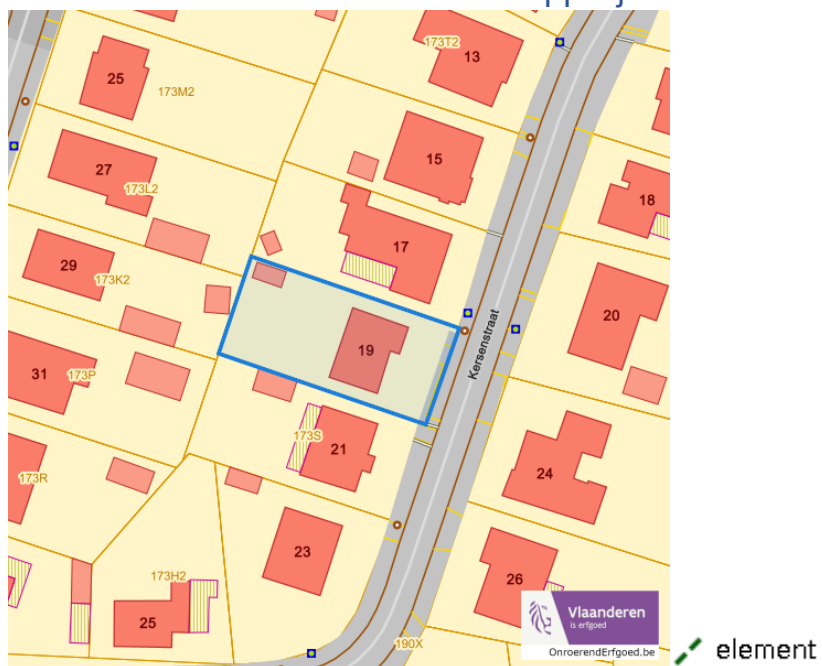 13
173T2
25
173M2
15
27
173L2
18
17
29
173K2
20
Kersenstraat
19
31
173P
173S
21
24
173R
23
26
173H2
25
Vlaanderen
is erfgoed
OnroerendErfgoed.be
190X
element